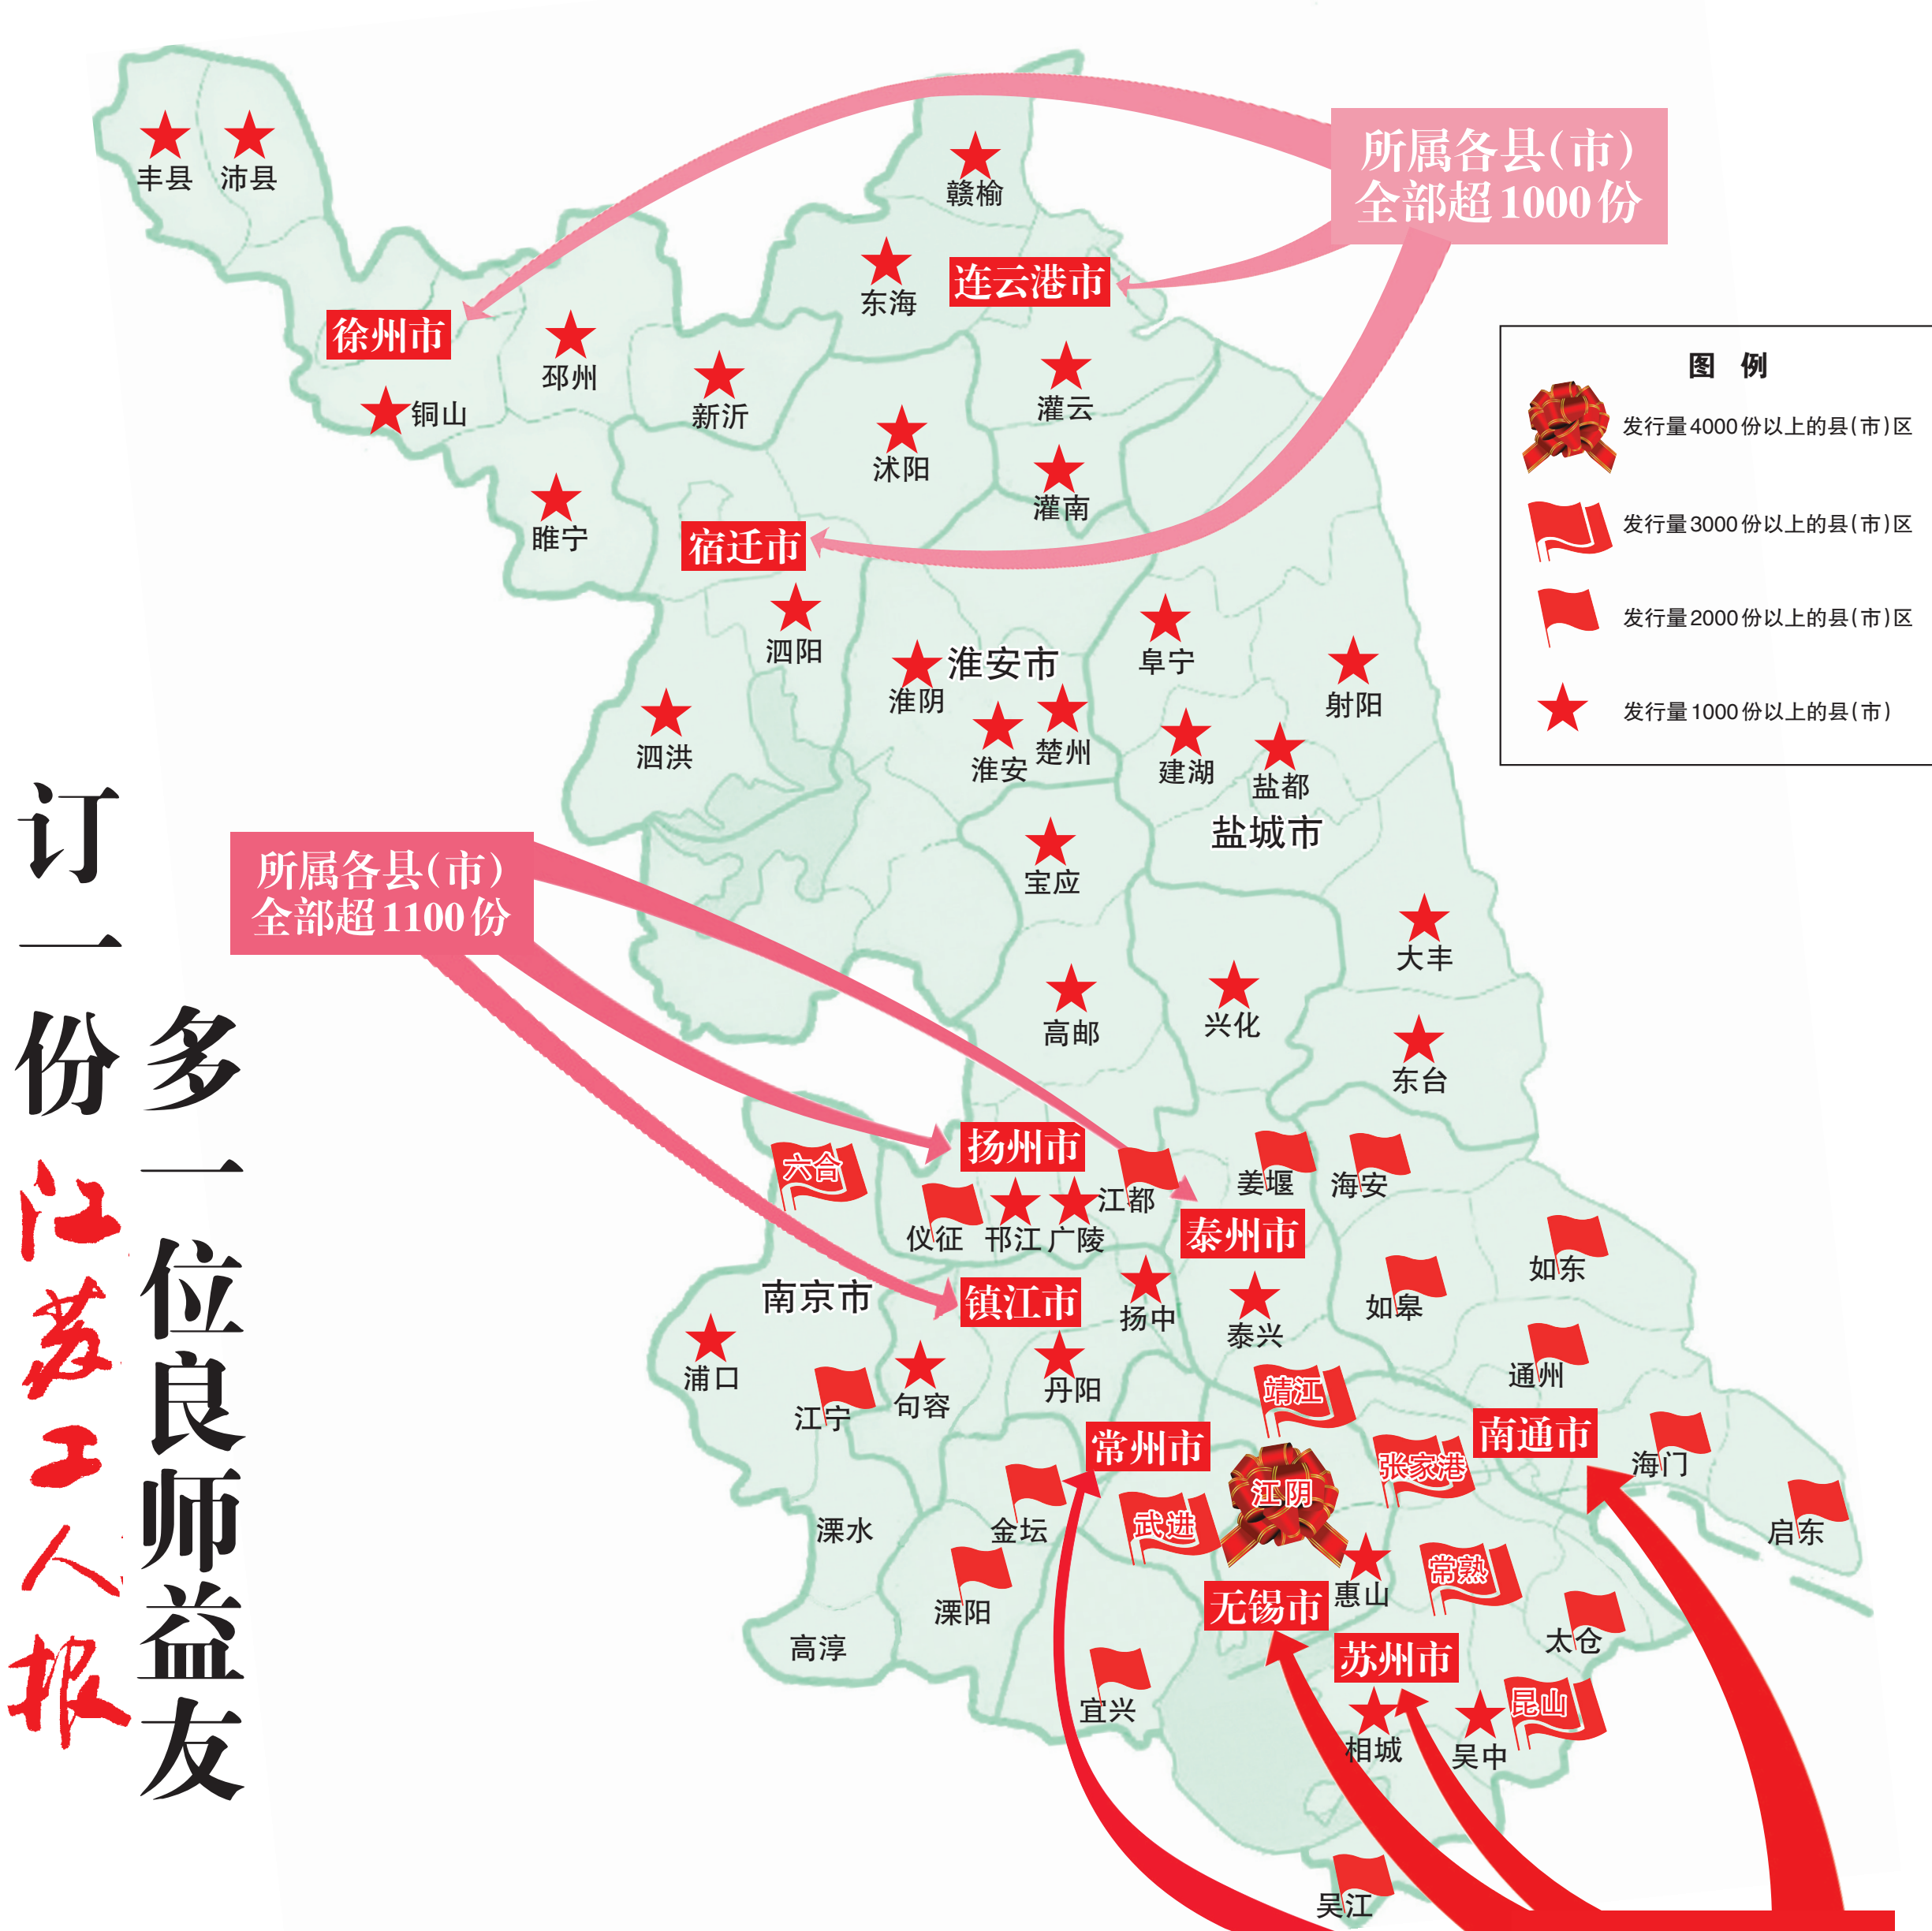 订一份江苏工人报
多一位良师益友
所属各县(市)
全部超1000份
图 例
发行量4000份以上的县(市)区
发行量3000份以上的县(市)区
发行量2000份以上的县(市)区
发行量1000份以上的县(市)
丰县
沛县
赣榆
东海
连云港市
徐州市
邳州
铜山
新沂
灌云
沭阳
灌南
睢宁
宿迁市
泗阳
淮安市
淮阴
阜宁
射阳
泗洪
淮安
楚州
建湖
盐都
盐城市
所属各县(市)
全部超1100份
宝应
大丰
高邮
兴化
东台
扬州市
六合
江都
姜堰
海安
仪征
邗江
广陵
泰州市
如东
南京市
镇江市
扬中
泰兴
如皋
浦口
江宁
句容
丹阳
靖江
通州
常州市
南通市
张家港
海门
江阴
溧水
金坛
武进
启东
常熟
惠山
溧阳
无锡市
太仓
高淳
苏州市
宜兴
昆山
相城
吴中
吴江